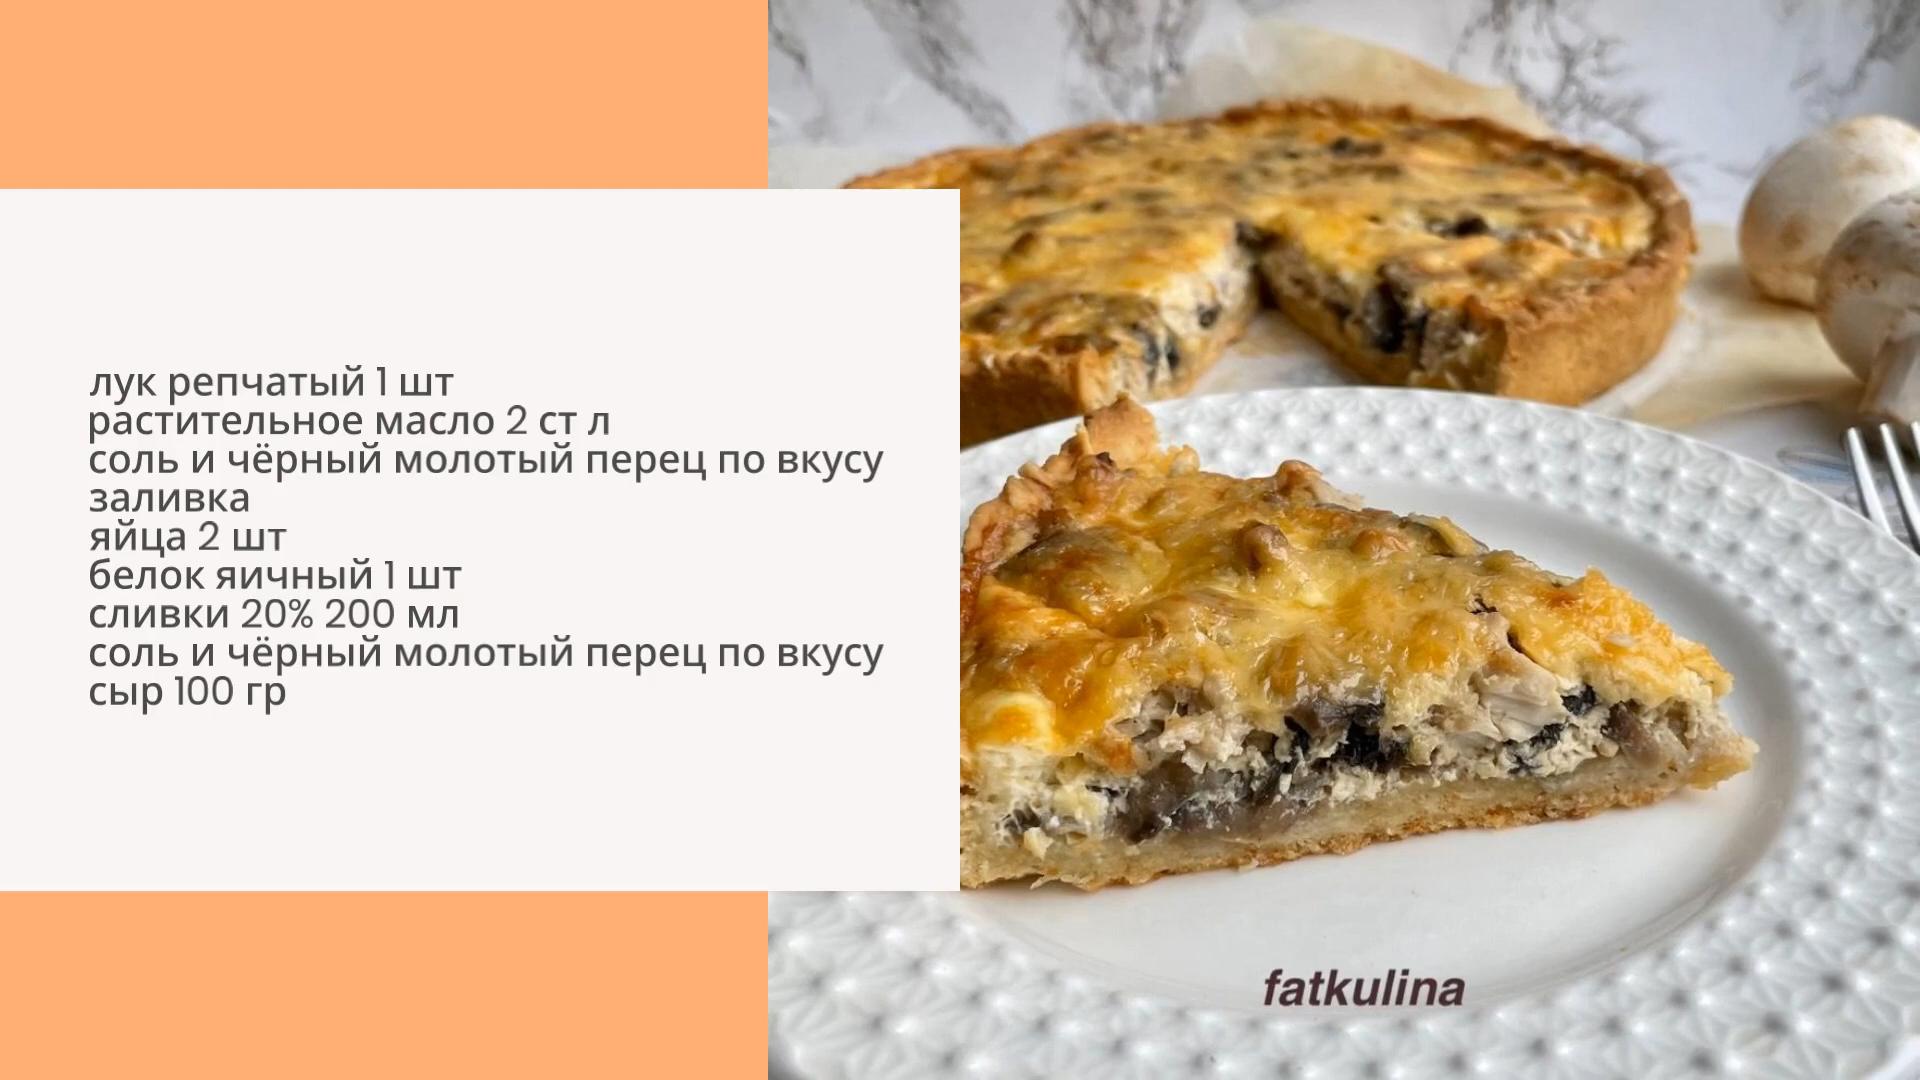 лук репчатый 1 шт
растительное масло 2 ст л
соль и чёрный молотый перец по вкусу
заливка
яйца 2 шт
белок яичный 1 шт
сливки 20% 200 мл
соль и чёрный молотый перец по вкусу
сыр 100 гр
fatkulina